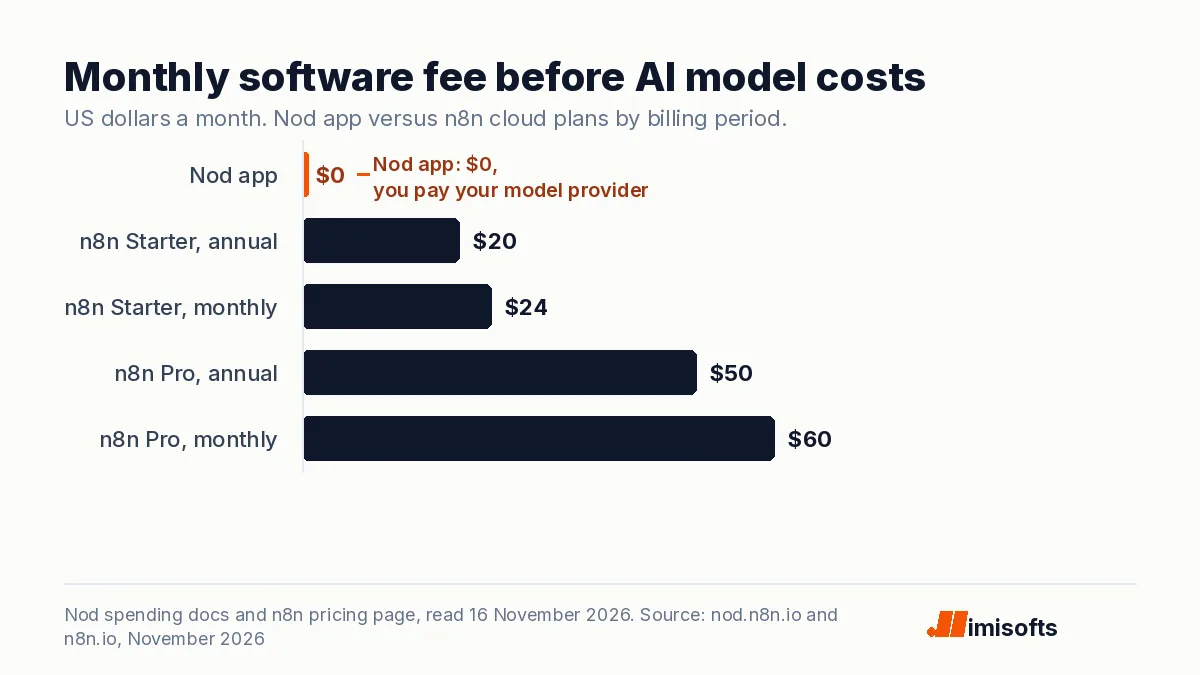 Monthly software fee before AI model costs
US dollars a month. Nod app versus n8n cloud plans by billing period.
Nod app
$0
Nod app: $0,
you pay your model provider
n8n Starter, annual
$20
n8n Starter, monthly
$24
n8n Pro, annual
$50
n8n Pro, monthly
$60
Nod spending docs and n8n pricing page, read 16 November 2026. Source: nod.n8n.io and
n8n.io, November 2026
imisofts